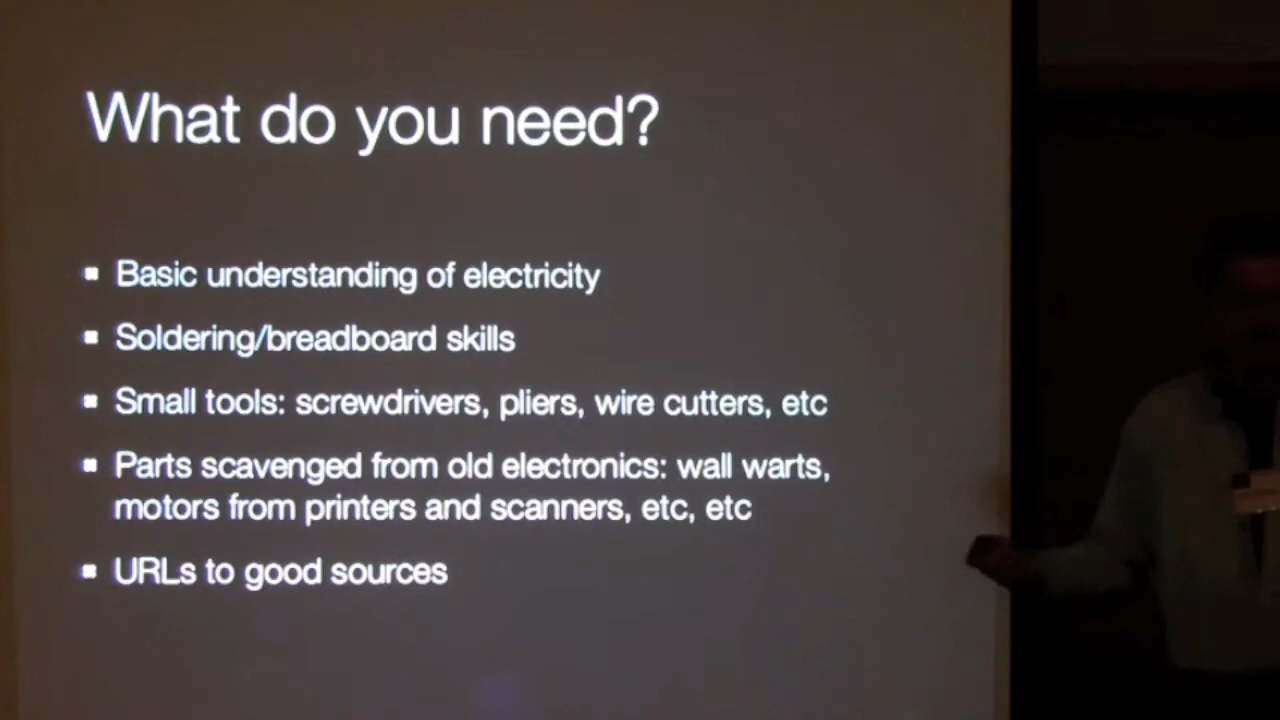 What do you need?
Basic understanding of electricity
Soldering/breadboard skills
Small tools: screwdrivers, pliers, wire cutters, etc
Parts scavenged from old electronics: wall warts,
motors from printers and scanners, etc, etc
URLs to good sources